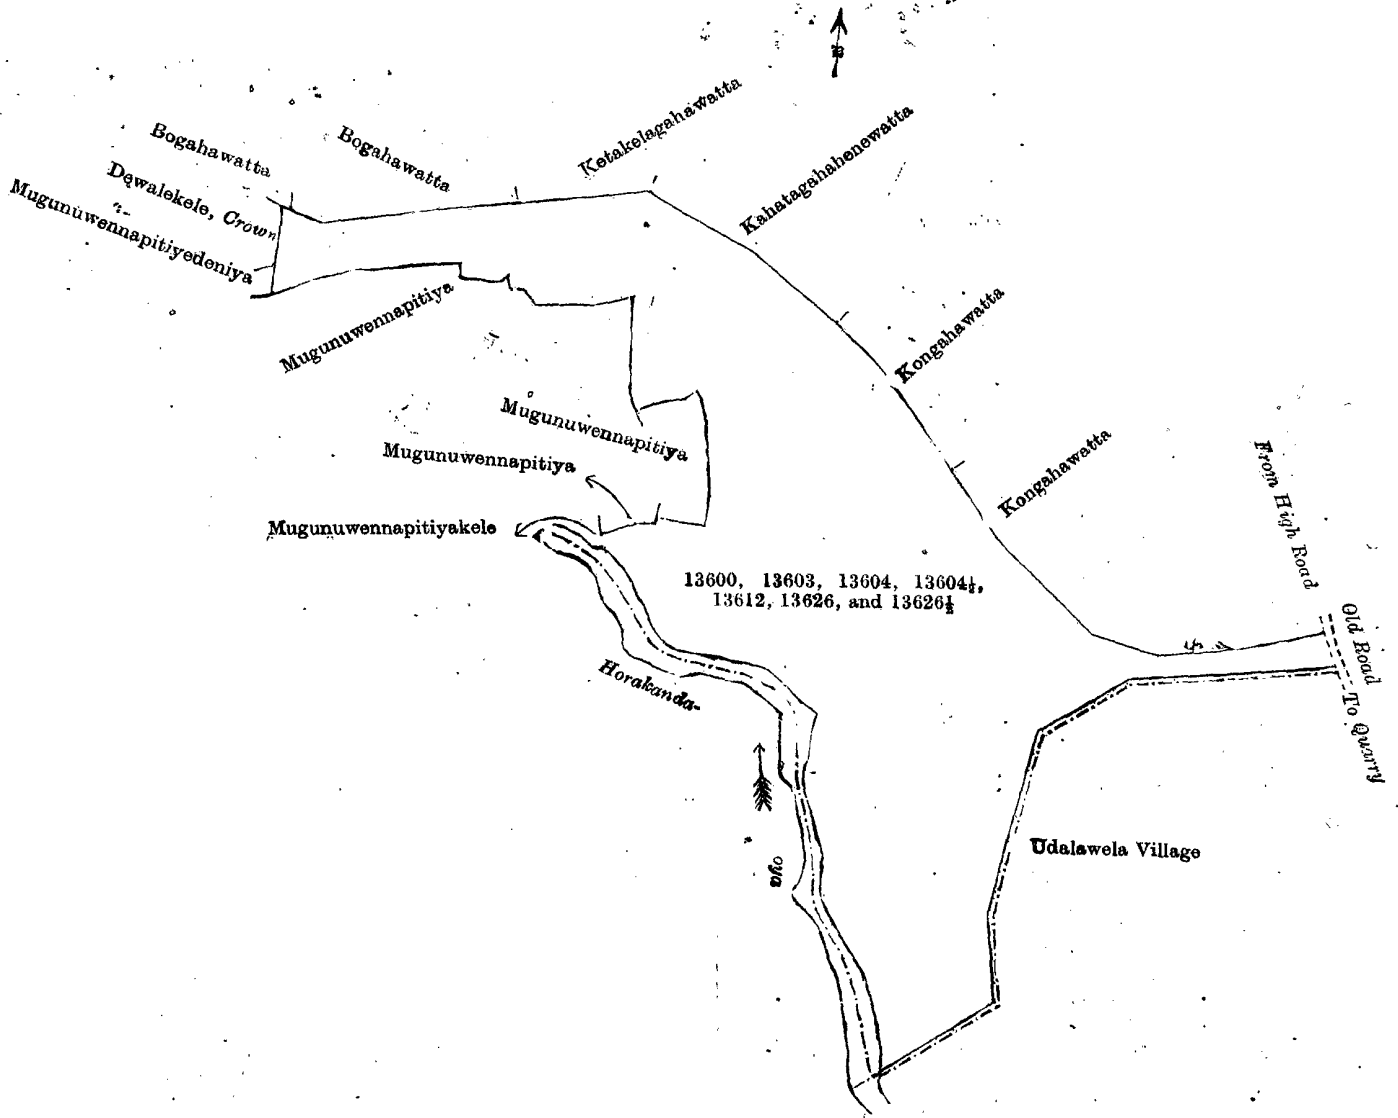 Bogahawatta
Bogahawatta
Ketakelagahawatta
Kahatagahahenewatta
Dewalekele, Crown
Mugunuwennapitiyedeniya
Mugunuwennapitiya
Kongahawatta
Mugunuwennapitiya
Mugunuwennapitiya
Kongahawatta
Mugunuwennapitiyakele
From High Road
13600, 13603, 13604, 13604½,
13612, 13626, and 13626½
Old Road
To Quarry
Horakanda-
oya
Udalawela Village